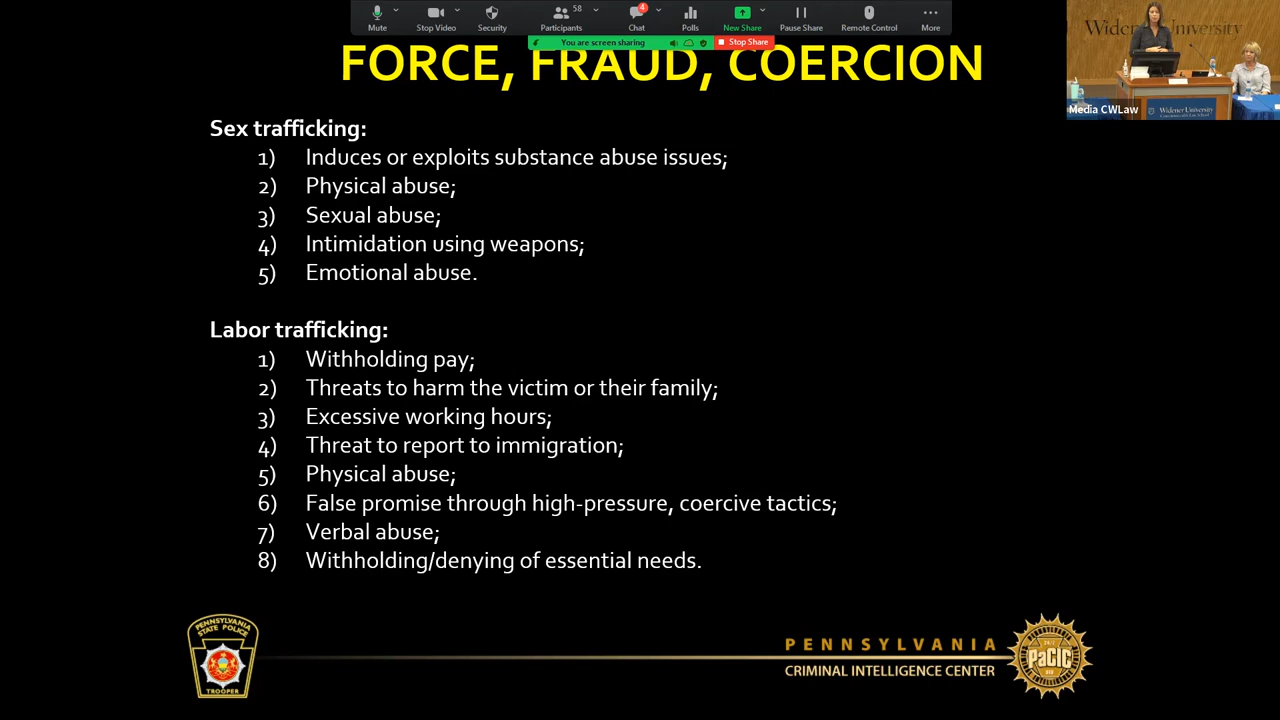 58
4
Mute
Stop Video
Security
Participants
Chat
Polls
New Share
Pause Share
Remote Control
More
You are screen sharing
Stop Share
Widener University
Media CWLaw
Widener University
FORCE, FRAUD, COERCION
Sex trafficking:
1) Induces or exploits substance abuse issues;
2) Physical abuse;
3) Sexual abuse;
4) Intimidation using weapons;
5) Emotional abuse.
Labor trafficking:
1) Withholding pay;
2) Threats to harm the victim or their family;
3) Excessive working hours;
4) Threat to report to immigration;
5) Physical abuse;
6) False promise through high-pressure, coercive tactics;
7) Verbal abuse;
8) Withholding/denying of essential needs.
PENNSYLVANIA
STATE POLICE
TROOPER
PENNSYLVANIA
CRIMINAL INTELLIGENCE CENTER
PaCIC